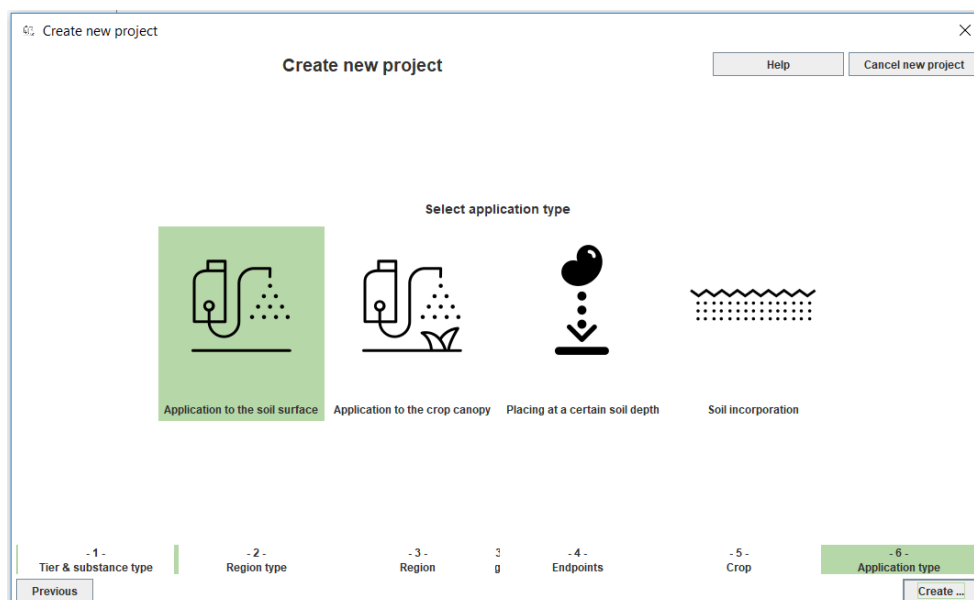 Create new project
Create new project
Help
Cancel new project
Select application type
Application to the soil surface
Application to the crop canopy
Placing at a certain soil depth
Soil incorporation
- 1 -
Tier & substance type
- 2 -
Region type
- 3 -
Region
3
g
- 4 -
Endpoints
- 5 -
Crop
- 6 -
Application type
Previous
Create ...